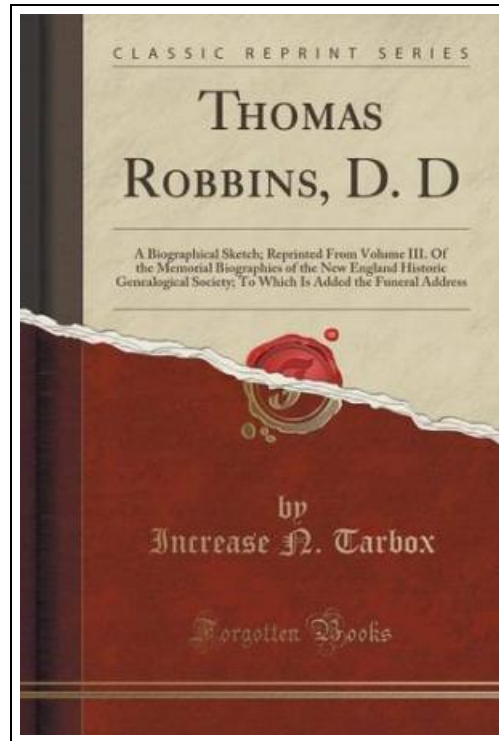 CLASSIC REPRINT SERIES
THOMAS
ROBBINS, D. D
A Biographical Sketch; Reprinted From Volume III. Of
the Memorial Biographies of the New England Historic
Genealogical Society; To Which Is Added the Funeral Address
by
Increase N. Tarbox
Forgotten Books